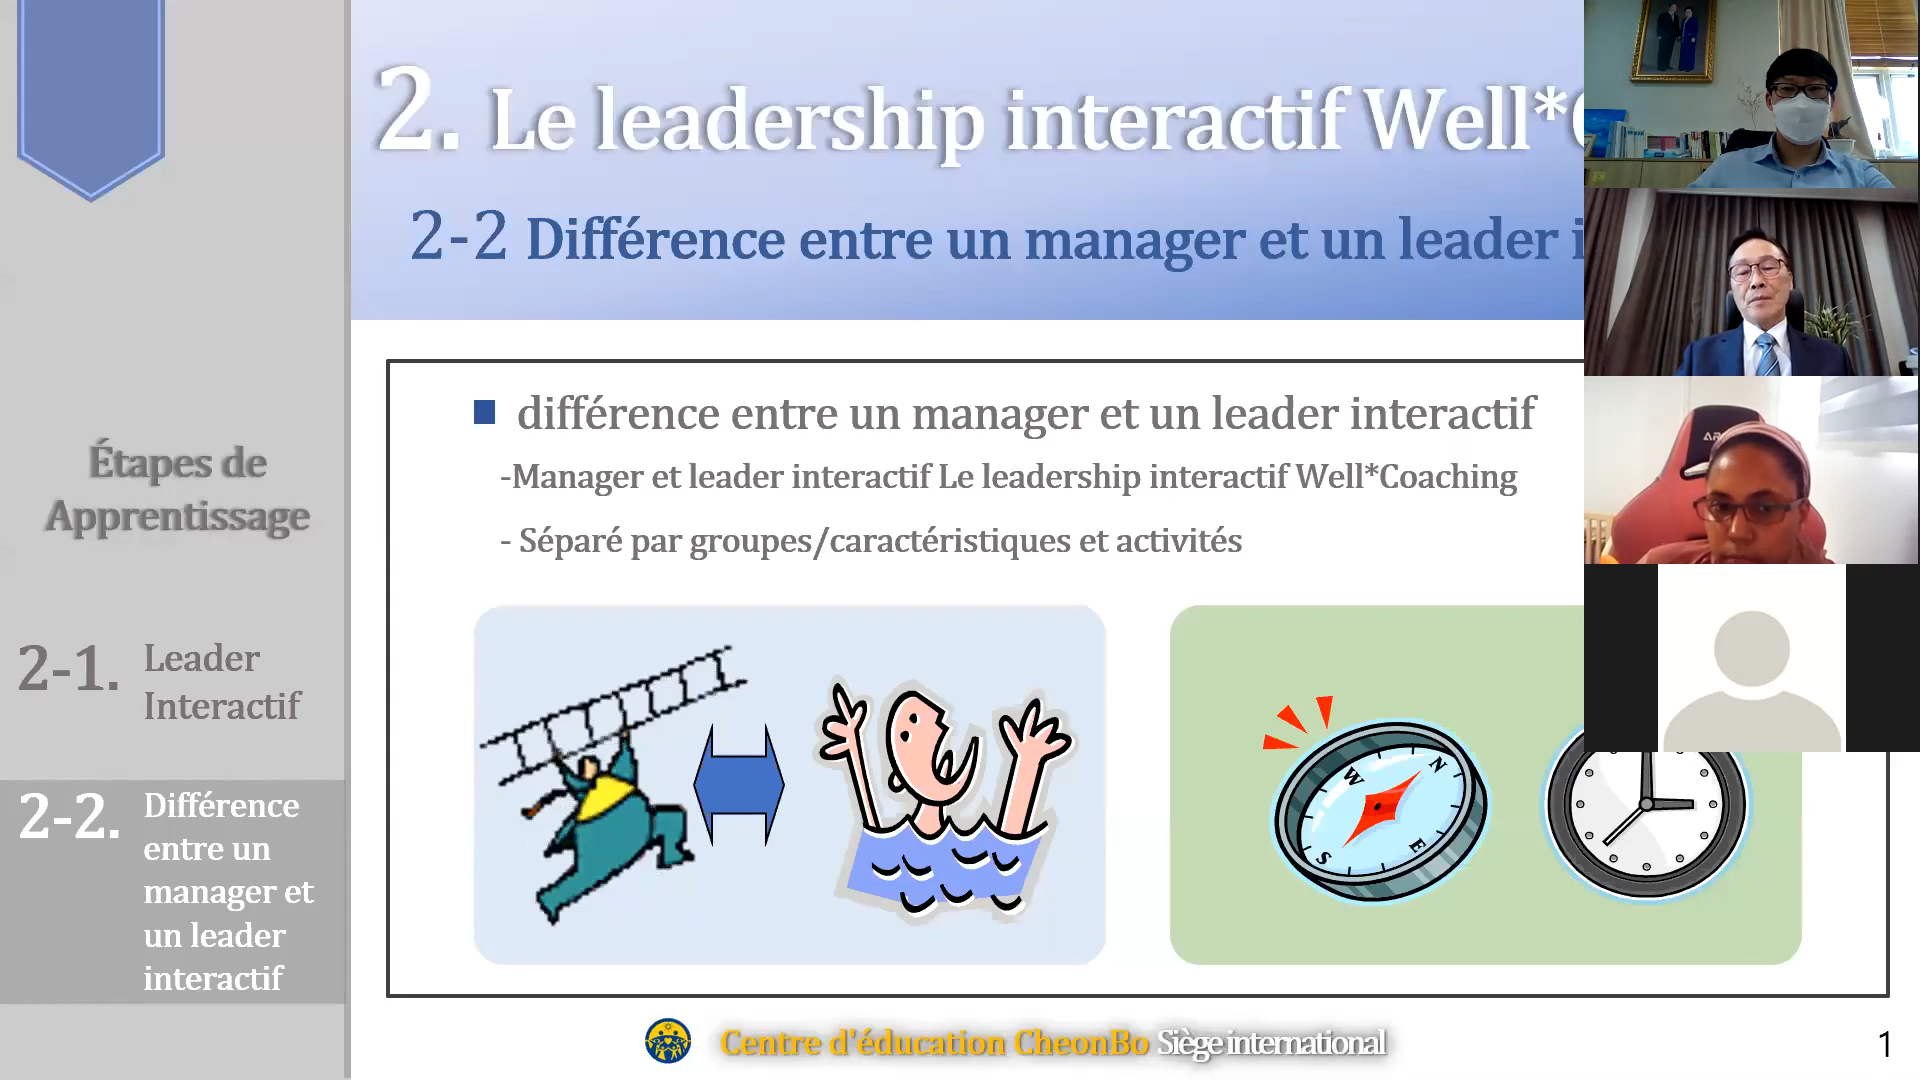 Étapes de
Apprentissage
2-1. Leader
Interactif
2-2. Différence
entre un
manager et
un leader
interactif
2. Le leadership interactif Well*
2-2 Différence entre un manager et un leader
différence entre un manager et un leader interactif
-Manager et leader interactif Le leadership interactif Well*Coaching
- Séparé par groupes/caractéristiques et activités
W N
S E
Centre d'éducation CheonBo Siège international
1